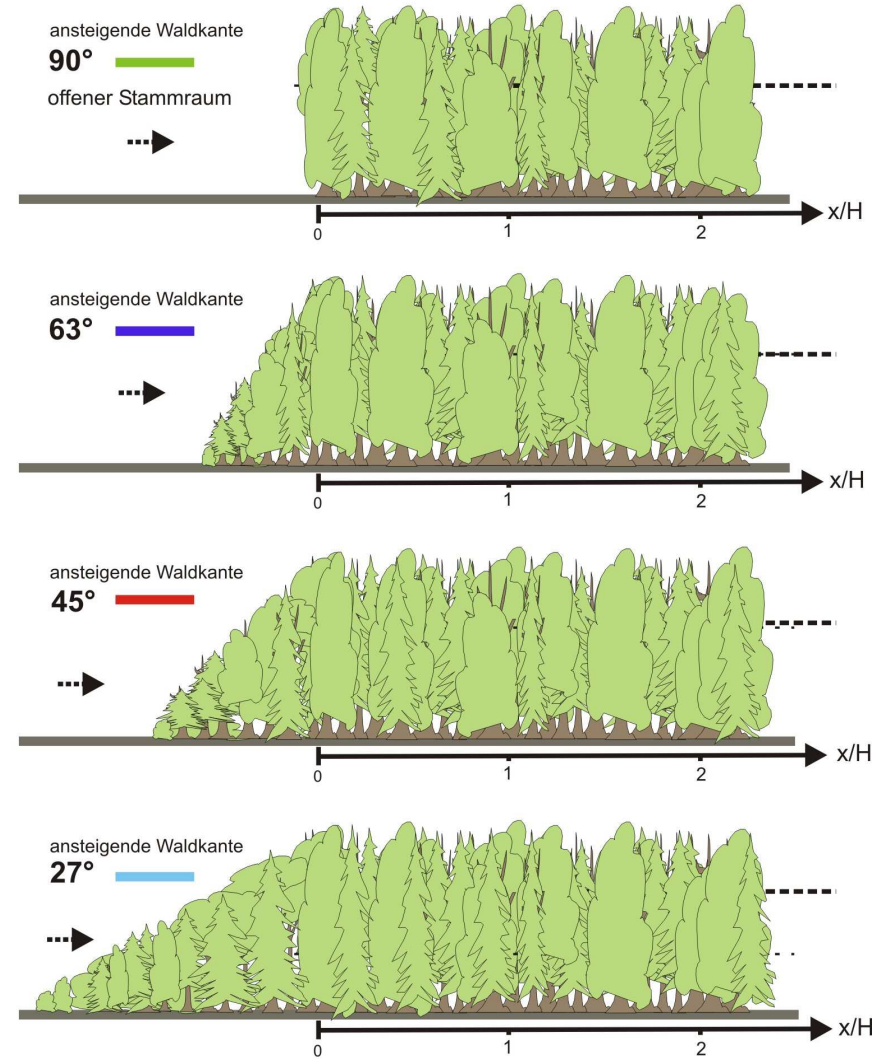 ansteigende Waldkante
90°
offener Stammraum
x/H
0
1
2
ansteigende Waldkante
63°
x/H
0
1
2
ansteigende Waldkante
45°
x/H
0
1
2
ansteigende Waldkante
27°
x/H
0
1
2